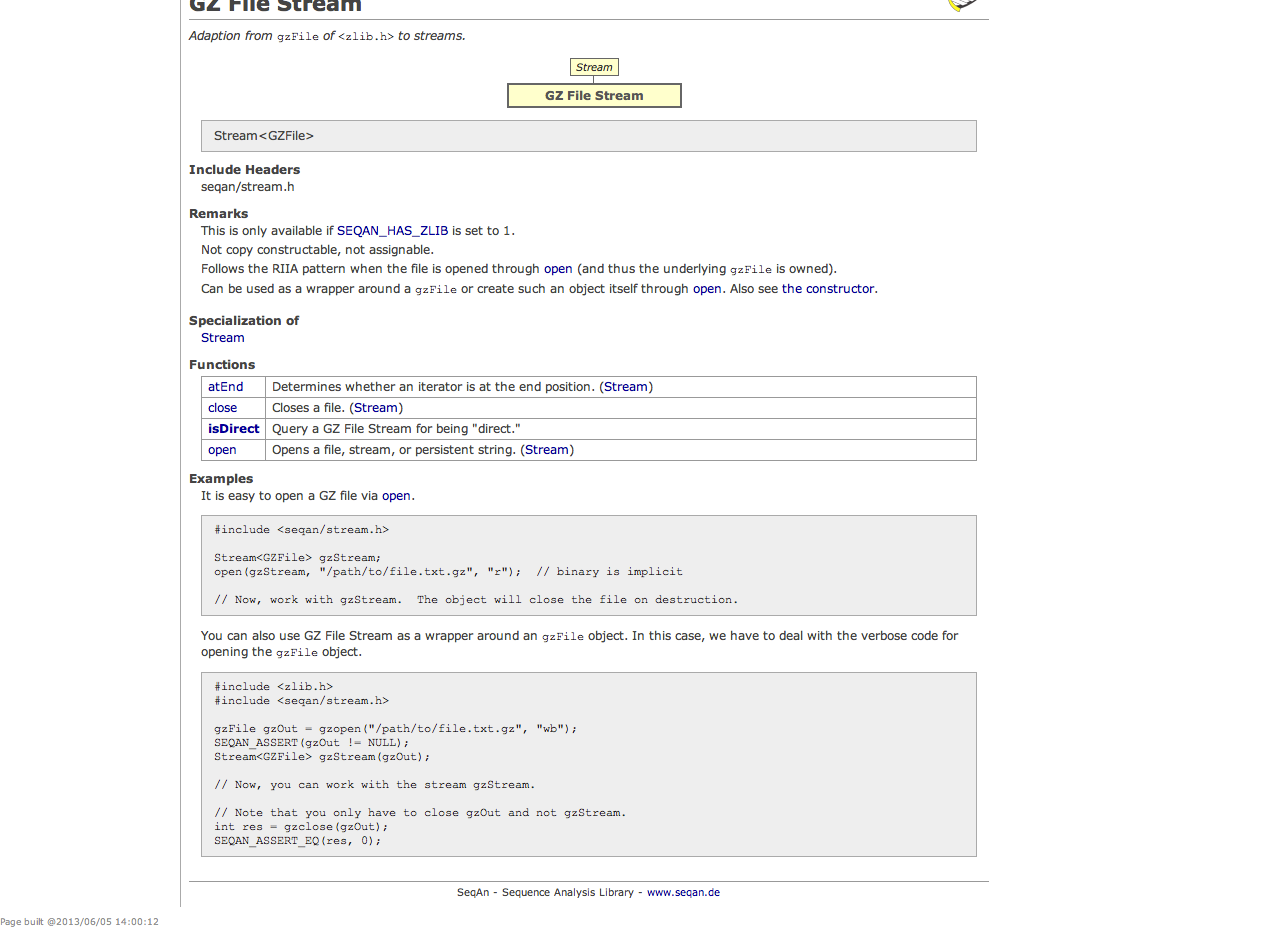 GZ File Stream
Adaption from gzFile of <zlib.h> to streams.
Stream
GZ File Stream
Stream<GZFile>
Include Headers
seqan/stream.h
Remarks
This is only available if SEQAN_HAS_ZLIB is set to 1.
Not copy constructable, not assignable.
Follows the RIIA pattern when the file is opened through open (and thus the underlying gzFile is owned).
Can be used as a wrapper around a gzFile or create such an object itself through open. Also see the constructor.
Specialization of
Stream
Functions
atEnd Determines whether an iterator is at the end position. (Stream)
close Closes a file. (Stream)
isDirect Query a GZ File Stream for being "direct."
open Opens a file, stream, or persistent string. (Stream)
Examples
It is easy to open a GZ file via open.
#include <seqan/stream.h>
Stream<GZFile> gzStream;
open(gzStream, "/path/to/file.txt.gz", "r");  // binary is implicit
// Now, work with gzStream.  The object will close the file on destruction.
You can also use GZ File Stream as a wrapper around an gzFile object. In this case, we have to deal with the verbose code for
opening the gzFile object.
#include <zlib.h>
#include <seqan/stream.h>
gzFile gzOut = gzopen("/path/to/file.txt.gz", "wb");
SEQAN_ASSERT(gzOut != NULL);
Stream<GZFile> gzStream(gzOut);
// Now, you can work with the stream gzStream.
// Note that you only have to close gzOut and not gzStream.
int res = gzclose(gzOut);
SEQAN_ASSERT_EQ(res, 0);
SeqAn - Sequence Analysis Library - www.seqan.de
Page built @2013/06/05 14:00:12